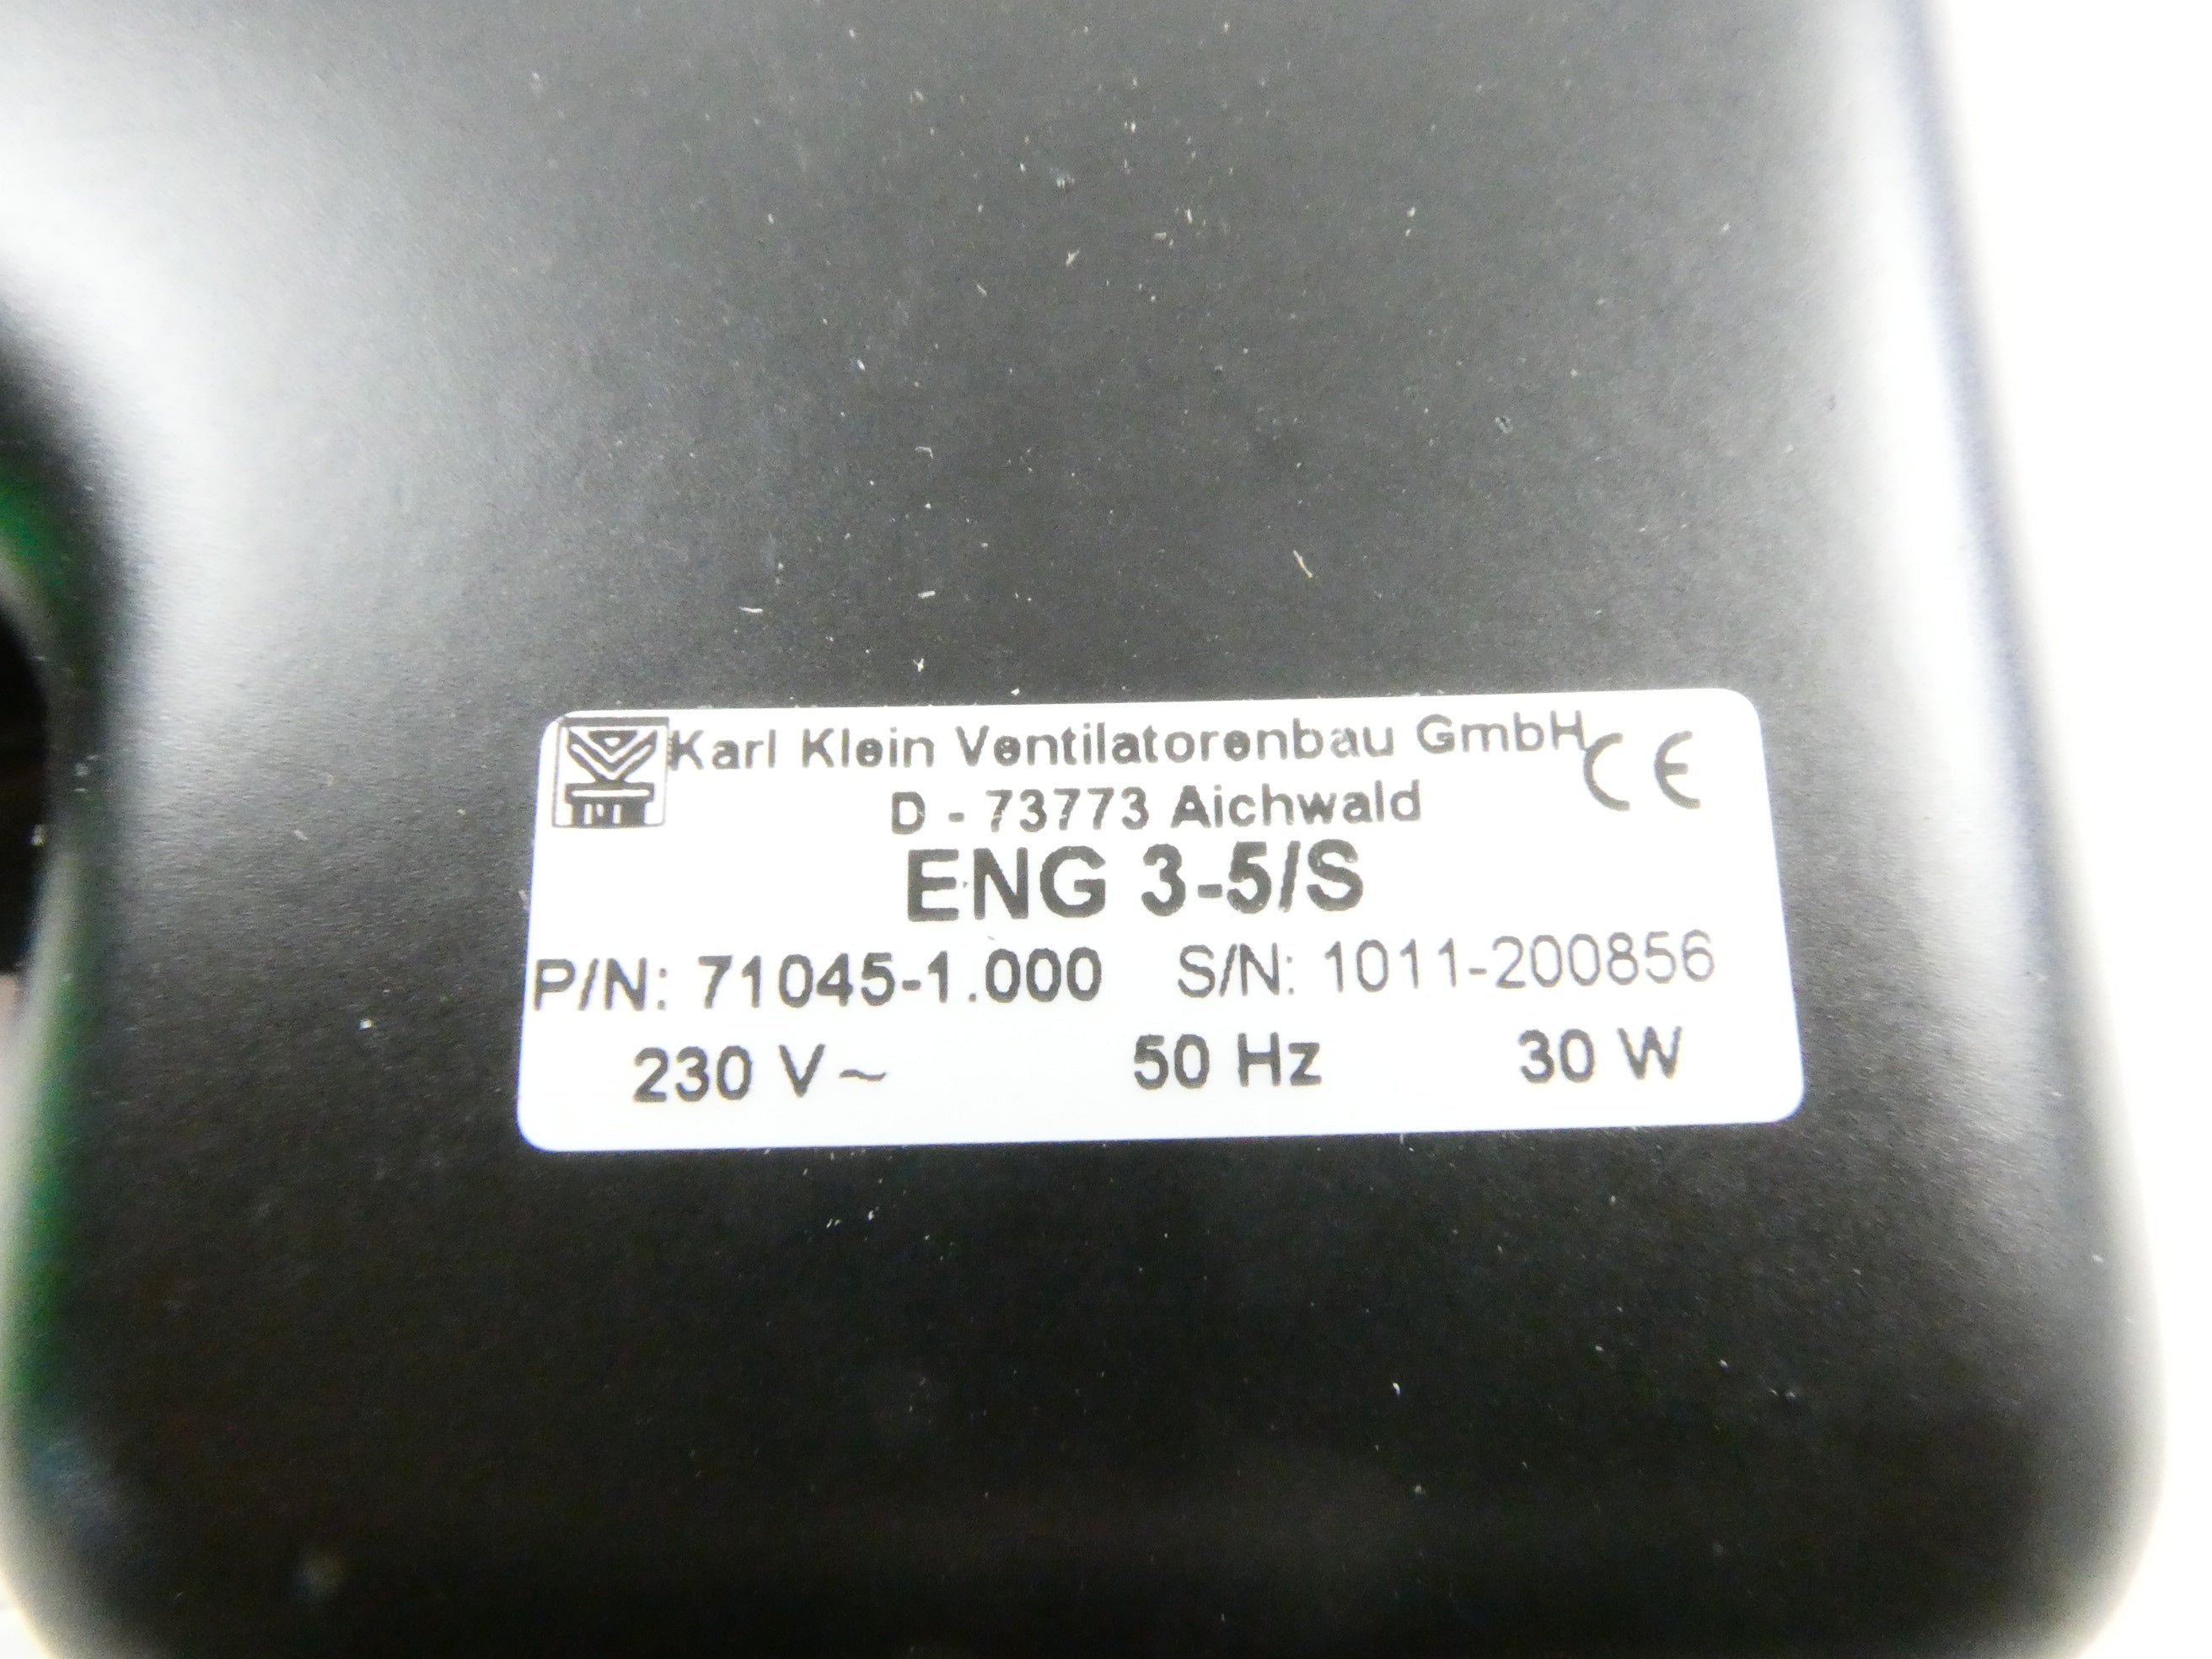 Karl Klein Ventilatorenbau GmbH CE
D - 73773 Aichwald
ENG 3-5/S
P/N: 71045-1.000 S/N: 1011-200856
230 V~ 50 Hz 30 W